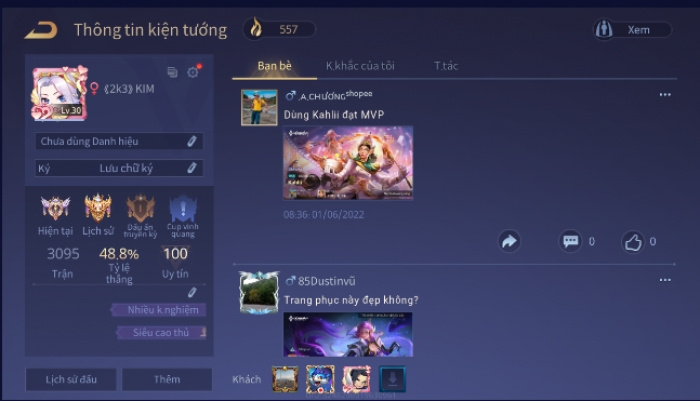 Thông tin kiện tướng
557
Xem
《2k3》KIM
Lv.30
Chưa dùng Danh hiệu
Ký
Lưu chữ ký
Hiện tại
Lịch sử
Dấu ấn
truyền kỳ
Cúp vinh
quang
3095
48,8%
100
Trận
Tỷ lệ
thắng
Uy tín
Nhiều k.nghiệm
Siêu cao thủ
Lịch sử đấu
Thêm
Bạn bè
K.khắc của tôi
T.tác
.A.CHƯƠNGshopee
Dùng Kahlii đạt MVP
08:36: 01/06/2022
0
0
85Dustinvũ
Trang phục này đẹp không?
Khách